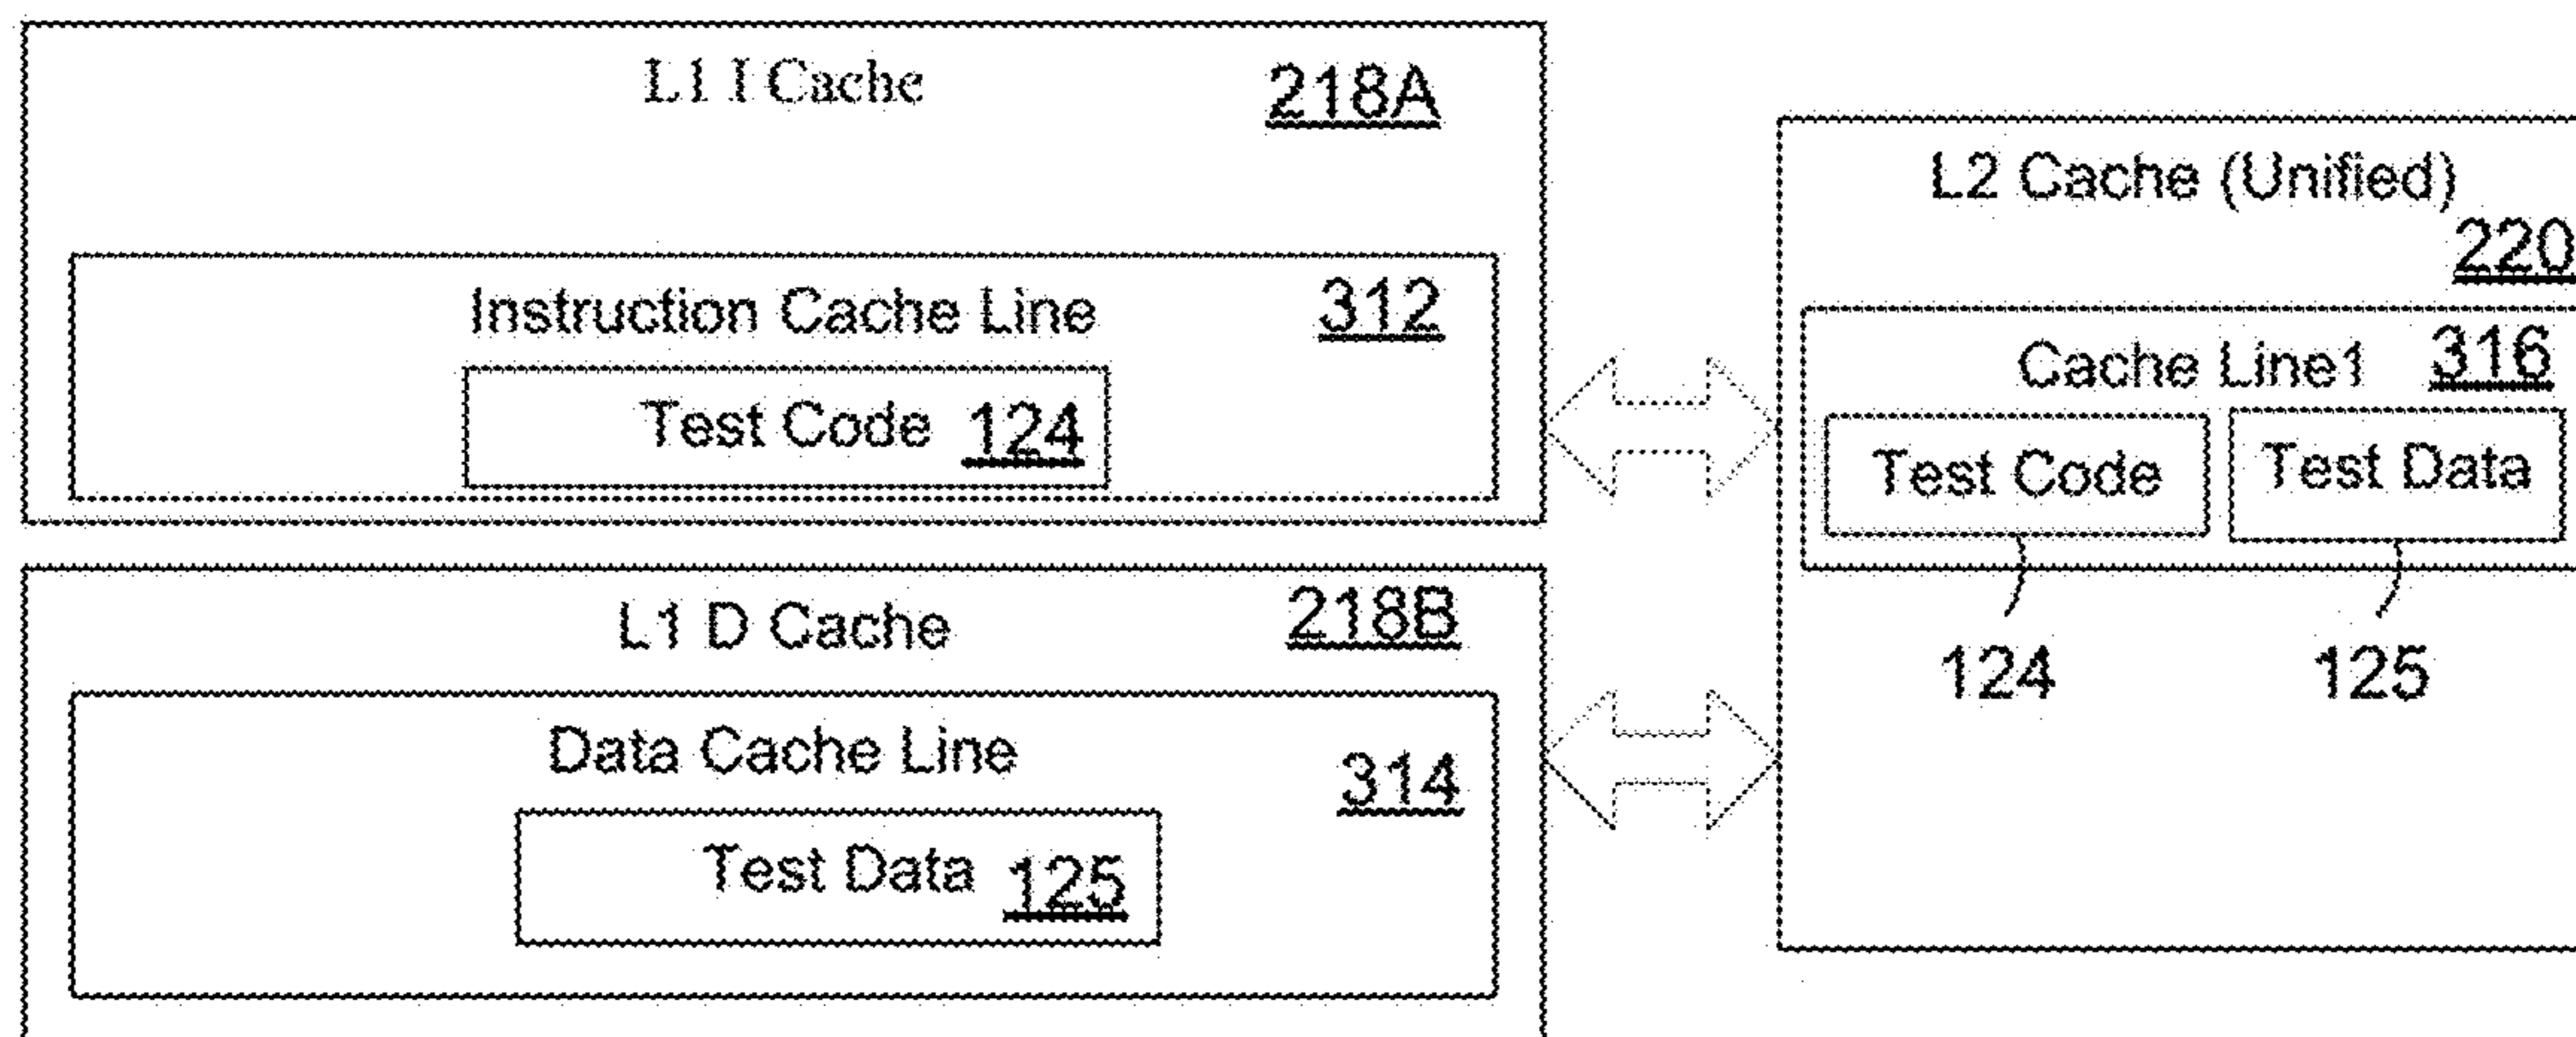 L1 I Cache 218A
Instruction Cache Line 312
Test Code 124
L1 D Cache 218B
Data Cache Line 314
Test Data 125
L2 Cache (Unified)
220
Cache Line1 316
Test Code Test Data
124 125